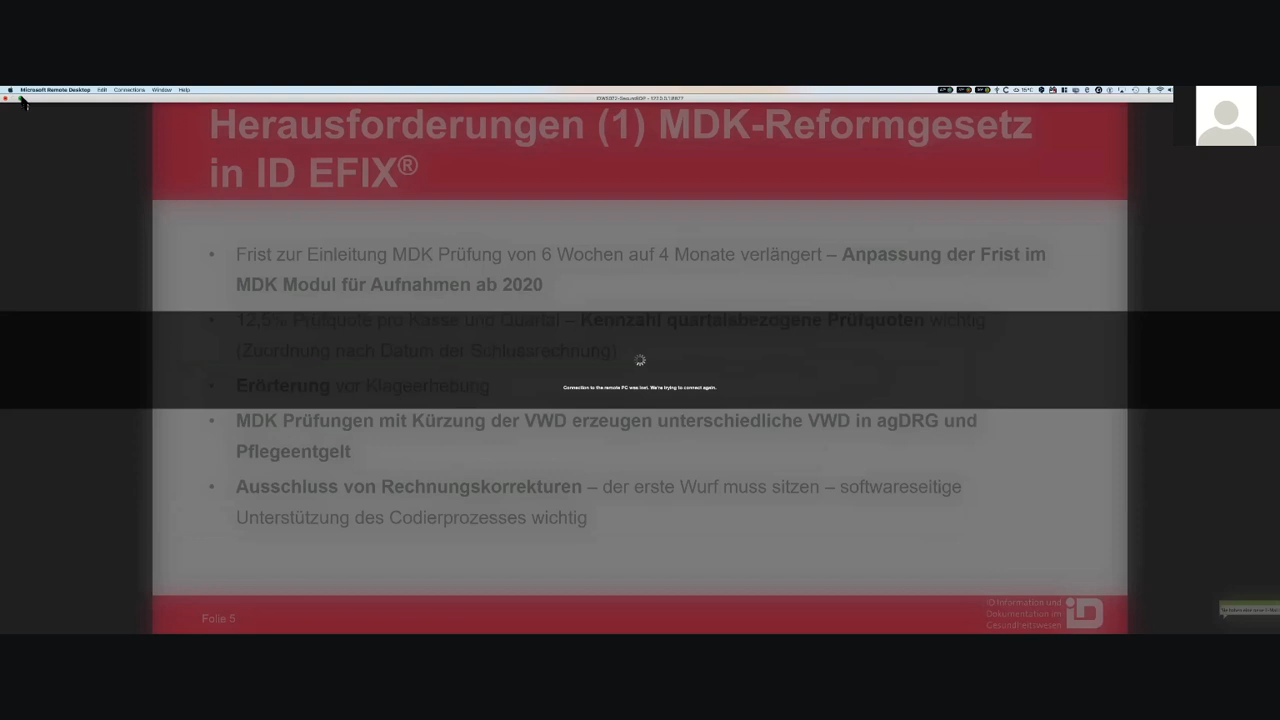 Microsoft Remote Desktop Edit Connections Window Help
Herausforderungen (1) MDK-Reformgesetz
in ID EFIX®
• Frist zur Einleitung MDK Prüfung von 6 Wochen auf 4 Monate verlängert – Anpassung der Frist im
MDK Modul für Aufnahmen ab 2020
• 12,5% Prüfquote pro Kasse und Quartal – Kennzahl quartalsbezogene Prüfquoten wichtig
(Zuordnung nach Datum der Schlussrechnung)
• Erörterung vor Klageerhebung
Connection to the remote PC was lost. We're trying to connect again.
• MDK Prüfungen mit Kürzung der VWD erzeugen unterschiedliche VWD in agDRG und
Pflegeentgelt
• Ausschluss von Rechnungskorrekturen – der erste Wurf muss sitzen – softwareseitige
Unterstützung des Codierprozesses wichtig
Folie 5
ID Information und
Dokumentation im
Gesundheitswesen
iD